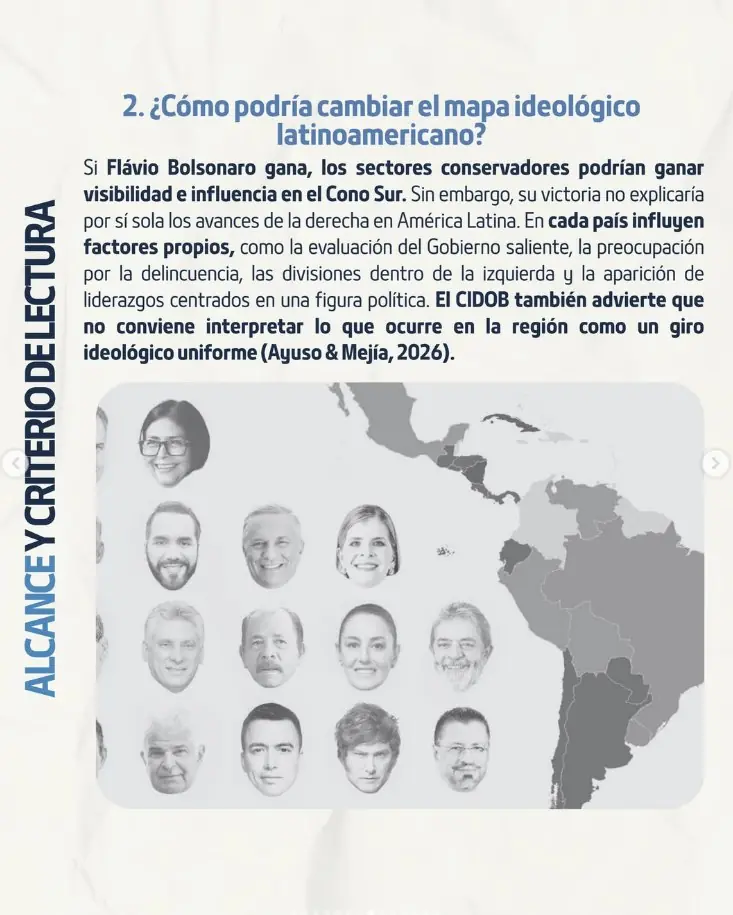 2. ¿Cómo podría cambiar el mapa ideológico
latinoamericano?
Si Flávio Bolsonaro gana, los sectores conservadores podrían ganar
visibilidad e influencia en el Cono Sur. Sin embargo, su victoria no explicaría
por sí sola los avances de la derecha en América Latina. En cada país influyen
factores propios, como la evaluación del Gobierno saliente, la preocupación
por la delincuencia, las divisiones dentro de la izquierda y la aparición de
liderazgos centrados en una figura política. El CIDOB también advierte que
no conviene interpretar lo que ocurre en la región como un giro
ideológico uniforme (Ayuso & Mejía, 2026).
ALCANCE Y CRITERIO DE LECTURA